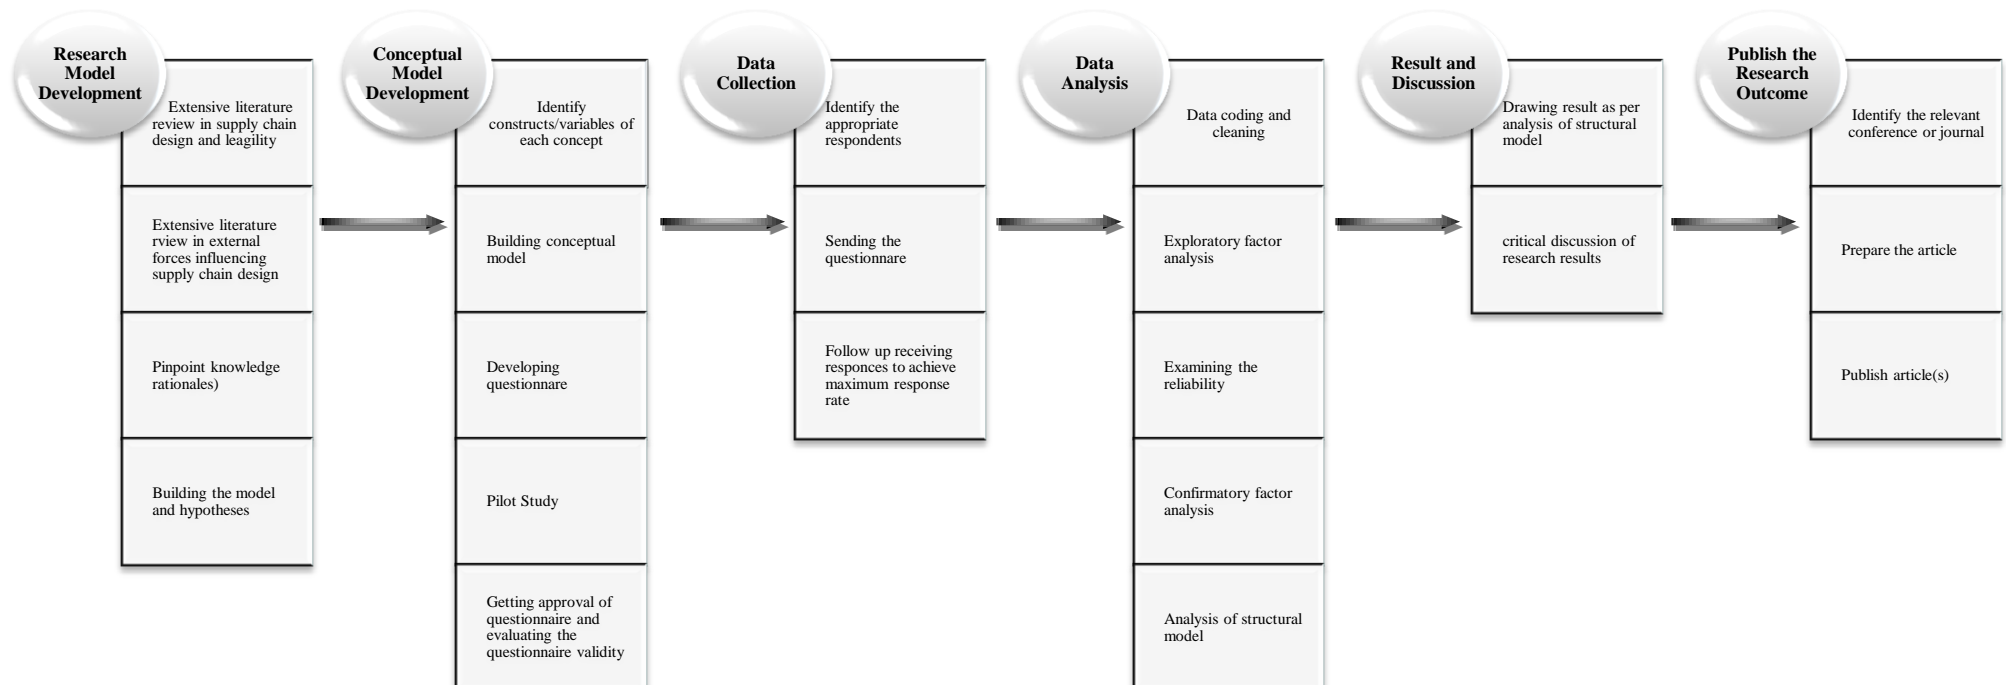 Research
Model
Development
Extensive literature
review in supply chain
design and leagility
Extensive literature
rview in external
forces influencing
supply chain design
Pinpoint knowledge
rationales)
Building the model
and hypotheses
Conceptual
Model
Development
Identify
constructs/variables of
each concept
Building conceptual
model
Developing
questionnare
Pilot Study
Getting approval of
questionnaire and
evaluating the
questionnaire validity
Data
Collection
Identify the
appropriate
respondents
Sending the
questionnare
Follow up receiving
responces to achieve
maximum response
rate
Data
Analysis
Data coding and
cleaning
Exploratory factor
analysis
Examining the
reliability
Confirmatory factor
analysis
Analysis of structural
model
Result and
Discussion
Drawing result as per
analysis of structural
model
critical discussion of
research results
Publish the
Research
Outcome
Identify the relevant
conference or journal
Prepare the article
Publish article(s)